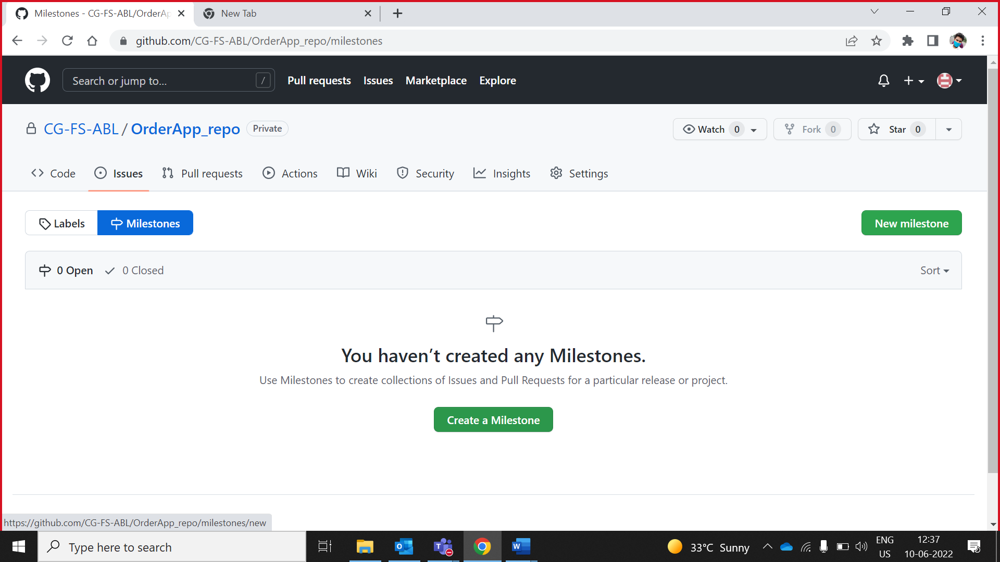 Milestones - CG-FS-ABL/OrderAp
New Tab
github.com/CG-FS-ABL/OrderApp_repo/milestones
Search or jump to...
/
Pull requests
Issues
Marketplace
Explore
CG-FS-ABL / OrderApp_repo
Private
Watch 0
Fork 0
Star 0
Code
Issues
Pull requests
Actions
Wiki
Security
Insights
Settings
Labels
Milestones
New milestone
0 Open
0 Closed
Sort
You haven’t created any Milestones.
Use Milestones to create collections of Issues and Pull Requests for a particular release or project.
Create a Milestone
https://github.com/CG-FS-ABL/OrderApp_repo/milestones/new
Type here to search
33°C Sunny
ENG
US
12:37
10-06-2022